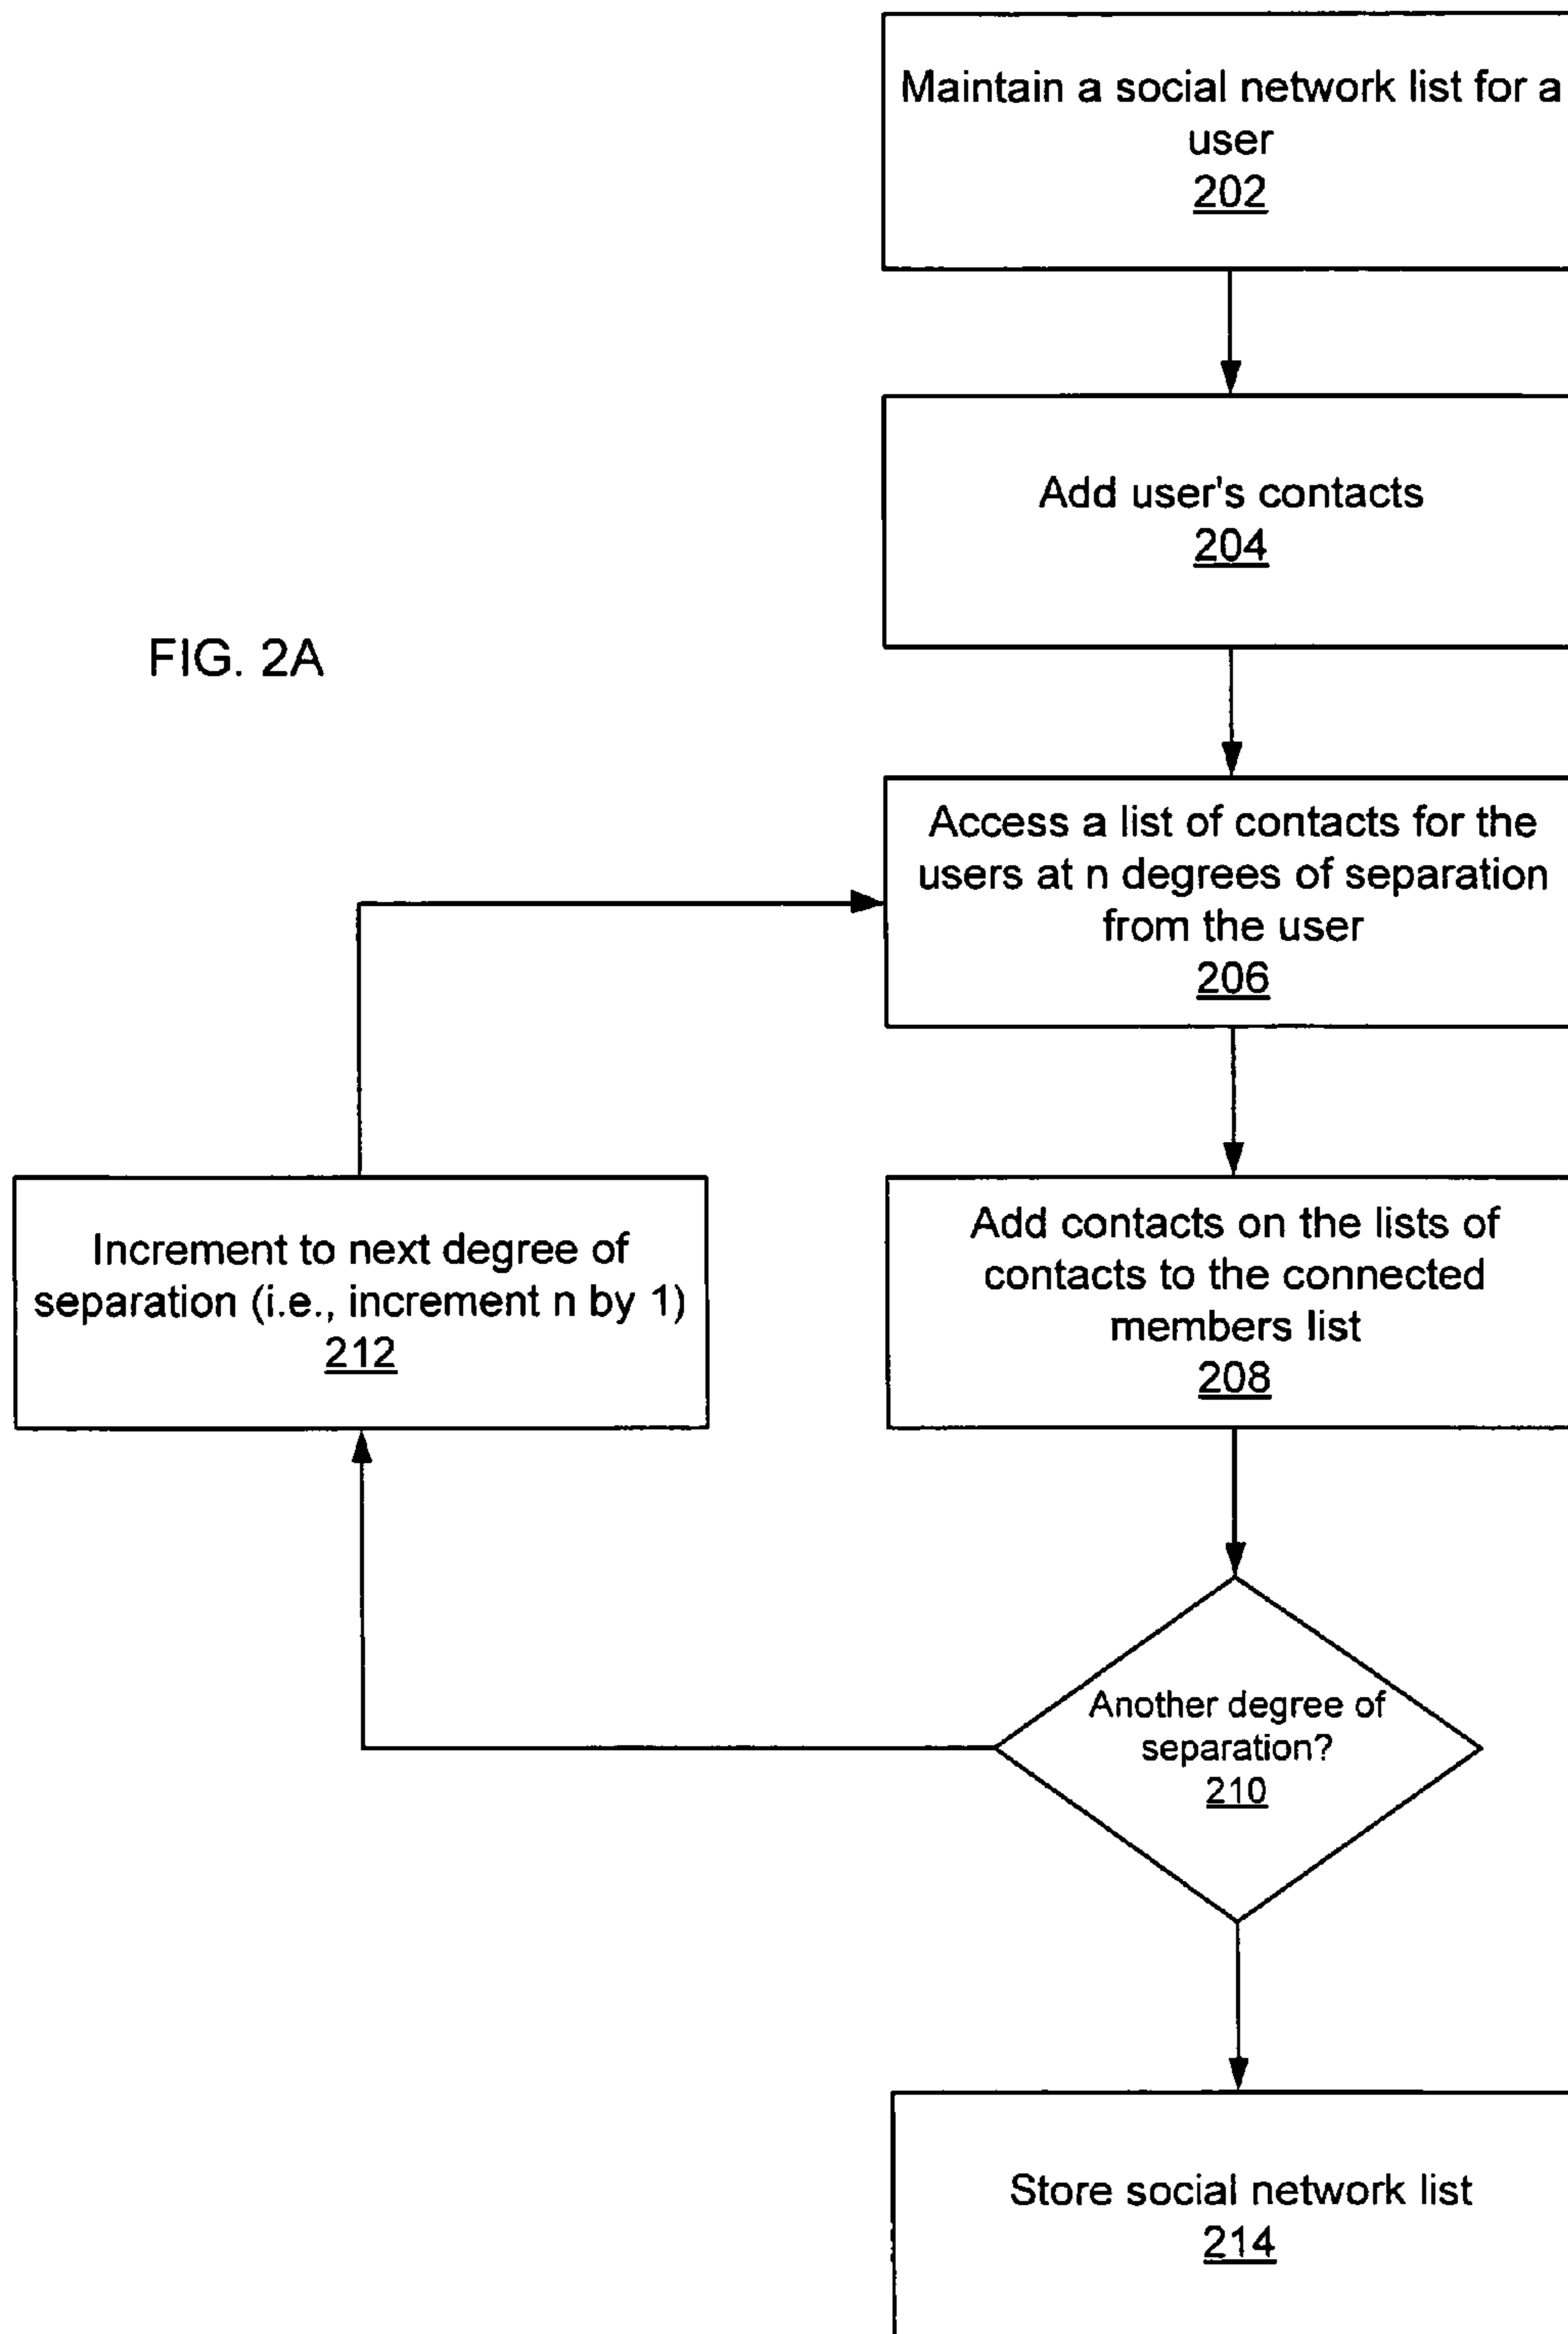 Maintain a social network list for a
user
202
Add user's contacts
204
FIG. 2A
Access a list of contacts for the
users at n degrees of separation
from the user
206
Increment to next degree of
separation (i.e., increment n by 1)
212
Add contacts on the lists of
contacts to the connected
members list
208
Another degree of
separation?
210
Store social network list
214